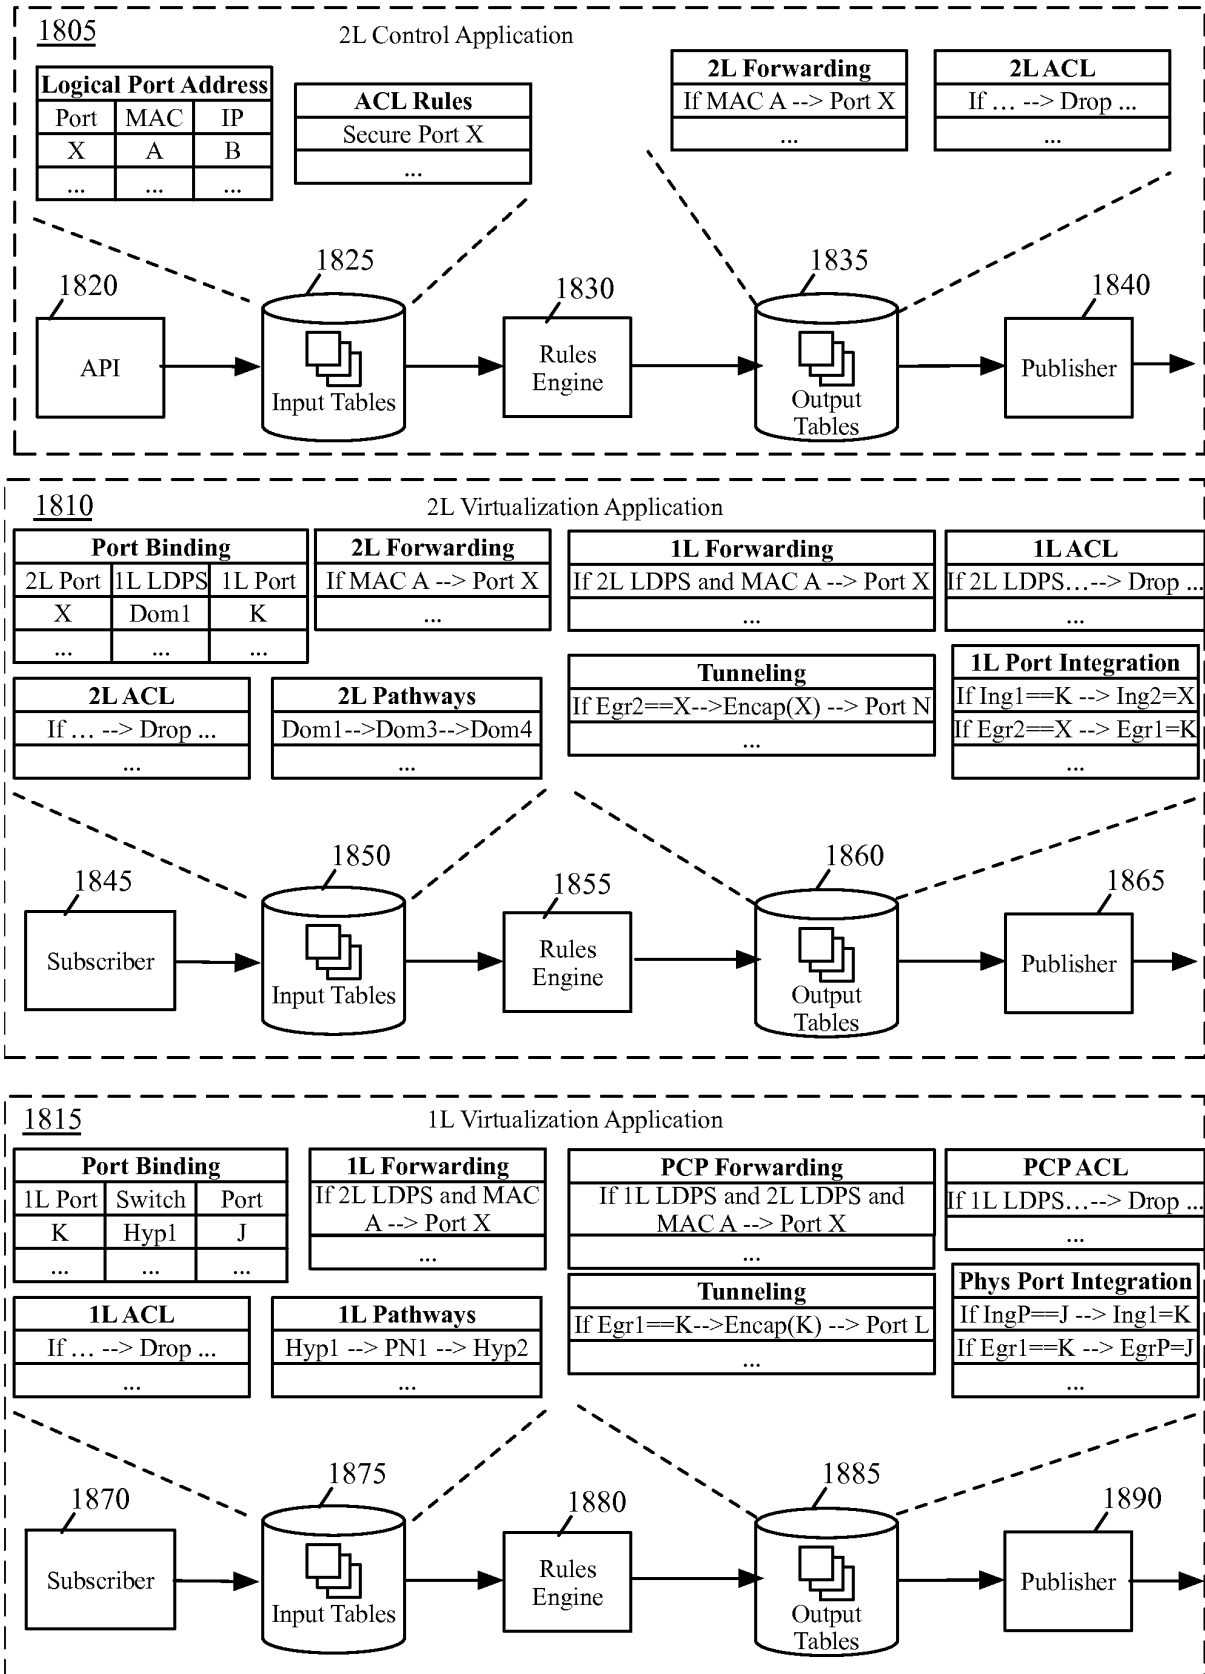 1805
2L Control Application
Logical Port Address
Port MAC IP
X A B
... ... ...
ACL Rules
Secure Port X
...
2L Forwarding
If MAC A --> Port X
...
2L ACL
If ... --> Drop ...
...
1820
API
1825
Input Tables
1830
Rules
Engine
1835
Output
Tables
1840
Publisher
1810
2L Virtualization Application
Port Binding
2L Port 1L LDPS 1L Port
X Dom1 K
... ... ...
2L Forwarding
If MAC A --> Port X
...
1L Forwarding
If 2L LDPS and MAC A --> Port X
...
1L ACL
If 2L LDPS...--> Drop ...
...
2L ACL
If ... --> Drop ...
...
2L Pathways
Dom1-->Dom3-->Dom4
...
Tunneling
If Egr2==X-->Encap(X) --> Port N
...
1L Port Integration
If Ing1==K --> Ing2=X
If Egr2==X --> Egr1=K
...
1845
Subscriber
1850
Input Tables
1855
Rules
Engine
1860
Output
Tables
1865
Publisher
1815
1L Virtualization Application
Port Binding
1L Port Switch Port
K Hyp1 J
... ... ...
1L Forwarding
If 2L LDPS and MAC
A --> Port X
...
PCP Forwarding
If 1L LDPS and 2L LDPS and
MAC A --> Port X
...
PCP ACL
If 1L LDPS...--> Drop ...
...
1L ACL
If ... --> Drop ...
...
1L Pathways
Hyp1 --> PN1 --> Hyp2
...
Tunneling
If Egr1==K-->Encap(K) --> Port L
...
Phys Port Integration
If IngP==J --> Ing1=K
If Egr1==K --> EgrP=J
...
1870
Subscriber
1875
Input Tables
1880
Rules
Engine
1885
Output
Tables
1890
Publisher